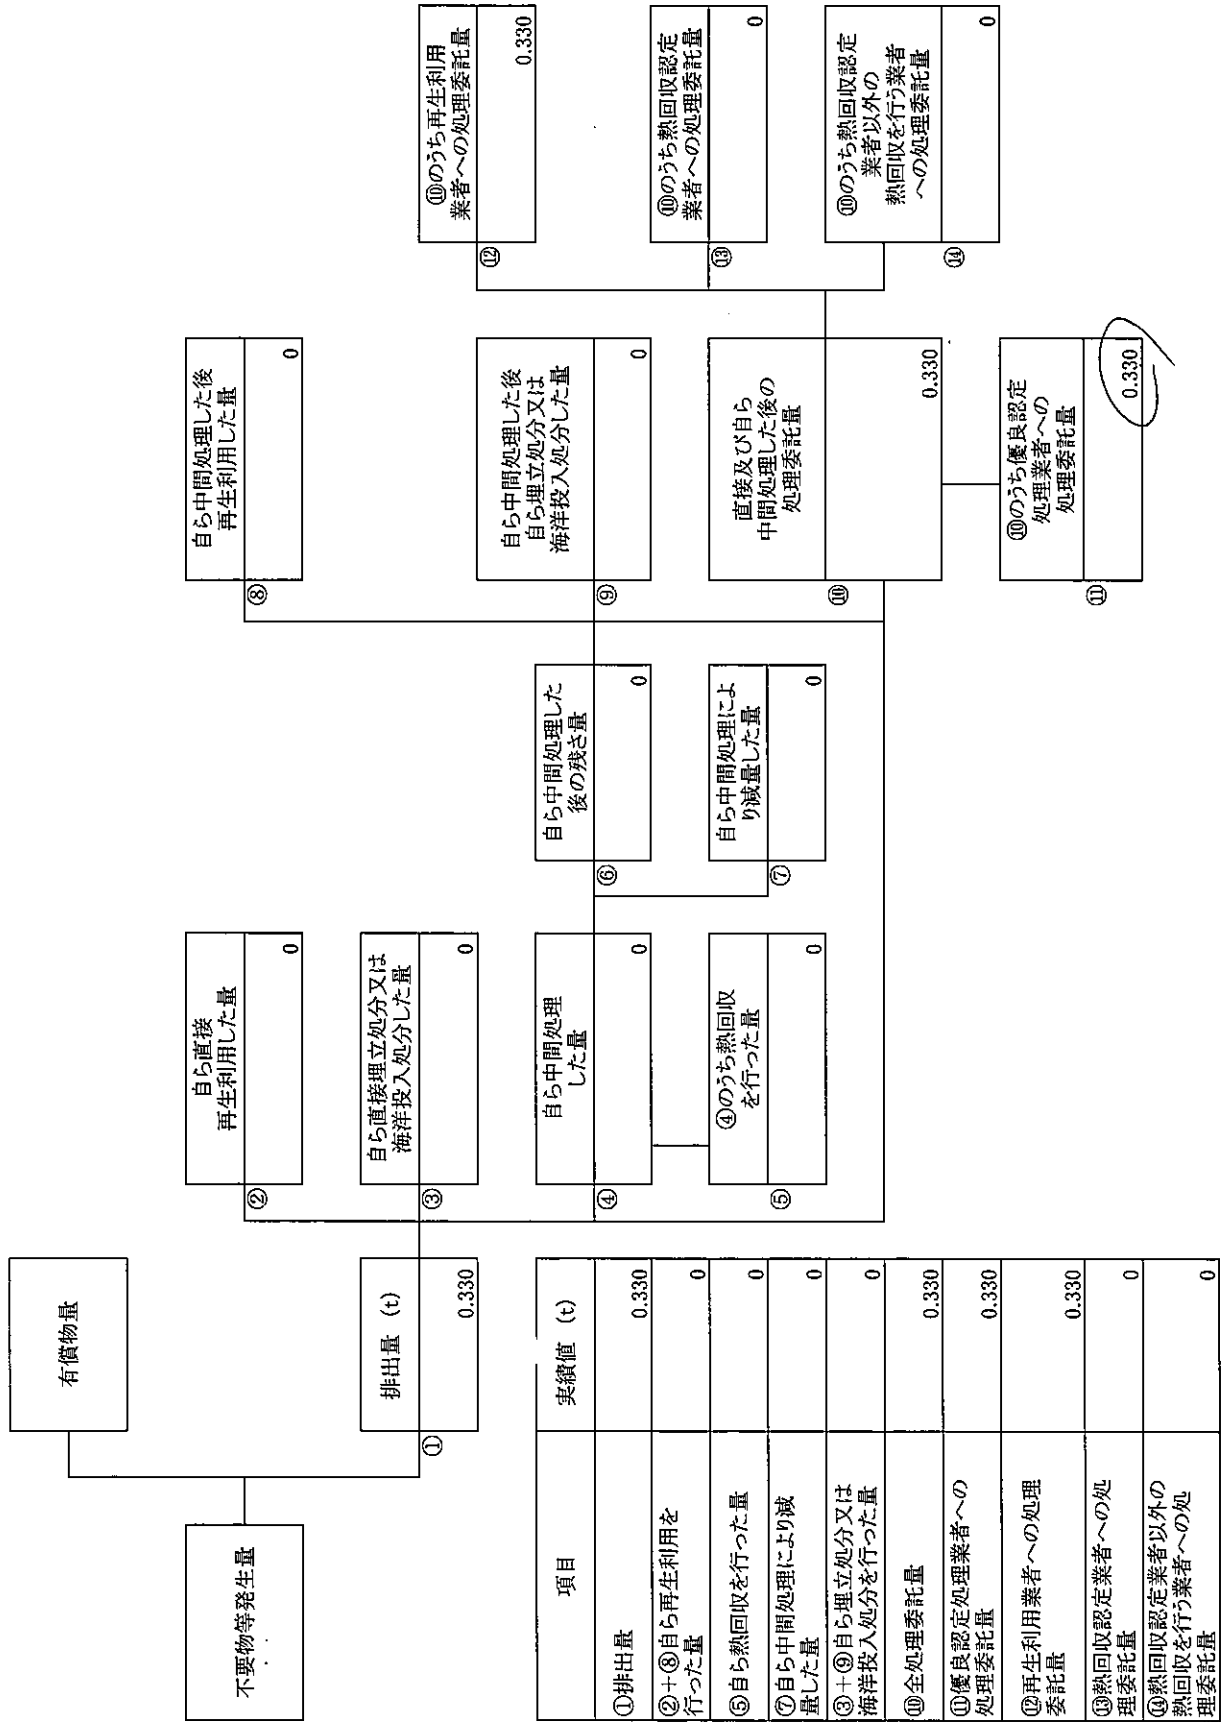 不要物等発生量
有償物量
①
排出量 (t)
0.330
②
自ら直接
再生利用した量
0
③
自ら直接埋立処分又は
海洋投入処分した量
0
④
自ら中間処理
した量
0
⑤
④のうち熱回収
を行った量
0
⑥
自ら中間処理した
後の残さ量
0
⑦
自ら中間処理によ
り減量した量
0
⑧
自ら中間処理した後
再生利用した量
0
⑨
自ら中間処理した後
自ら埋立処分又は
海洋投入処分した量
0
⑩
直接及び自ら
中間処理した後の
処理委託量
0.330
⑪
⑩のうち優良認定
処理業者への
処理委託量
0.330
⑫
⑩のうち再生利用
業者への処理委託量
0.330
⑬
⑩のうち熱回収認定
業者への処理委託量
0
⑭
⑩のうち熱回収認定
業者以外の
熱回収を行う業者
への処理委託量
0
項目
実績値 (t)
①排出量
0.330
②+⑧自ら再生利用を
行った量
0
⑤自ら熱回収を行った量
0
⑦自ら中間処理により減
量した量
0
③+⑨自ら埋立処分又は
海洋投入処分を行った量
0
⑩全処理委託量
0.330
⑪優良認定処理業者への
処理委託量
0.330
⑫再生利用業者への処理
委託量
0.330
⑬熱回収認定業者への処
理委託量
0
⑭熱回収認定業者以外の
熱回収を行う業者への処
理委託量
0